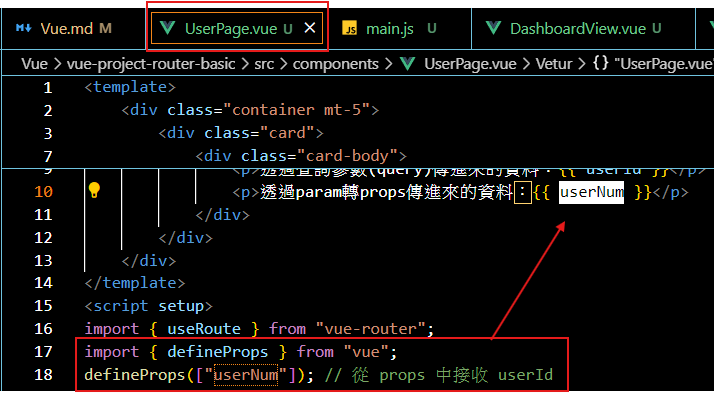 Vue.md M
UserPage.vue U
main.js U
DashboardView.vue U
Vue > vue-project-router-basic > src > components > UserPage.vue > Vetur > {} "UserPage.vue"
1 <template>
2 <div class="container mt-5">
3 <div class="card">
7 <div class="card-body">
9 <p>透過查詢參數(query)傳進來的資料：{{ userId }}</p>
10 <p>透過param轉props傳進來的資料：{{ userNum }}</p>
11 </div>
12 </div>
13 </div>
14 </template>
15 <script setup>
16 import { useRoute } from "vue-router";
17 import { defineProps } from "vue";
18 defineProps(["userNum"]); // 從 props 中接收 userId